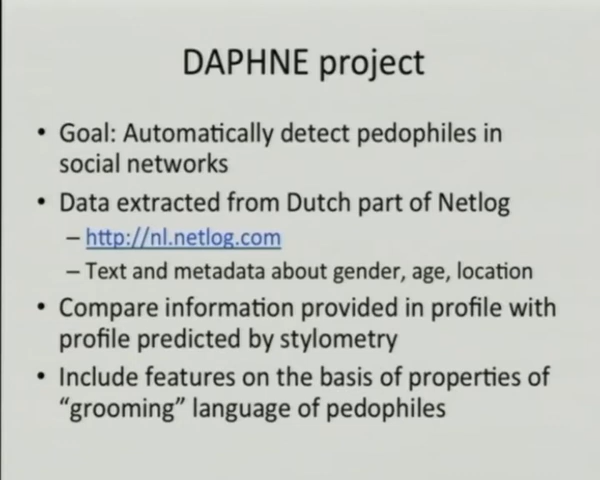 DAPHNE project
• Goal: Automatically detect pedophiles in
social networks
• Data extracted from Dutch part of Netlog
– http://nl.netlog.com
– Text and metadata about gender, age, location
• Compare information provided in profile with
profile predicted by stylometry
• Include features on the basis of properties of
“grooming” language of pedophiles